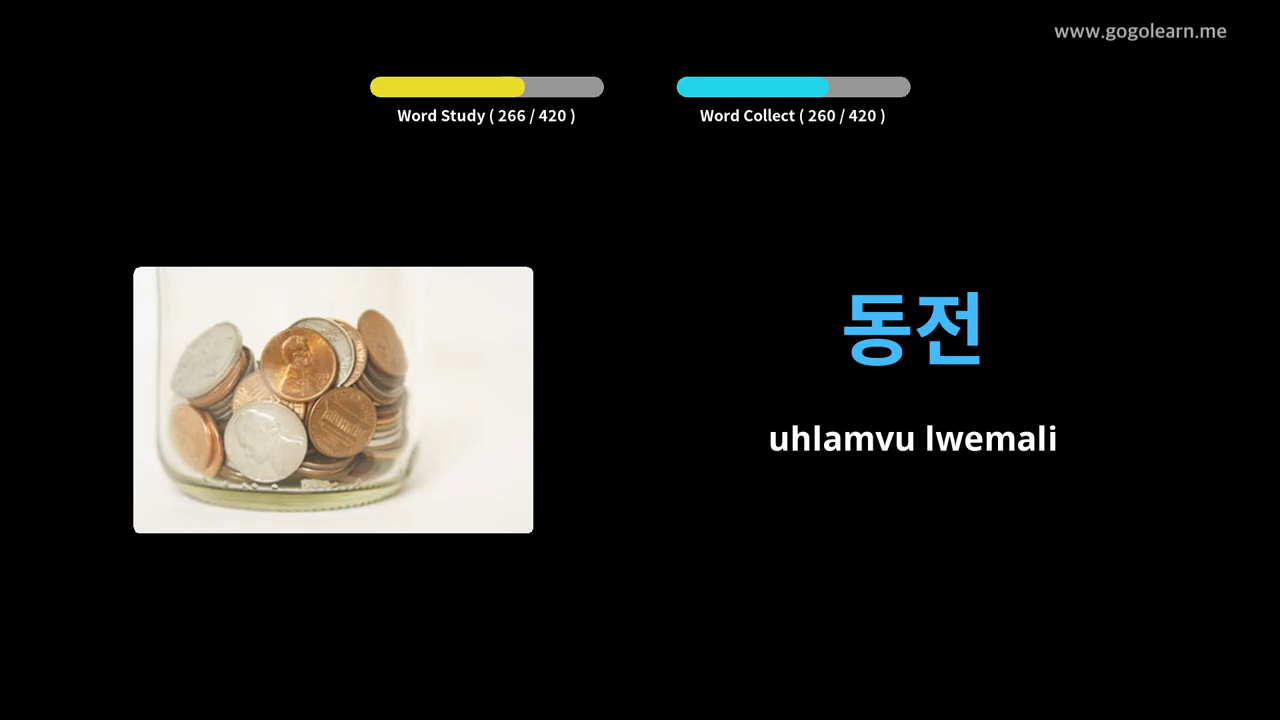 www.gogolearn.me
Word Study ( 266 / 420 )
Word Collect ( 260 / 420 )
동전
uhlamvu lwemali